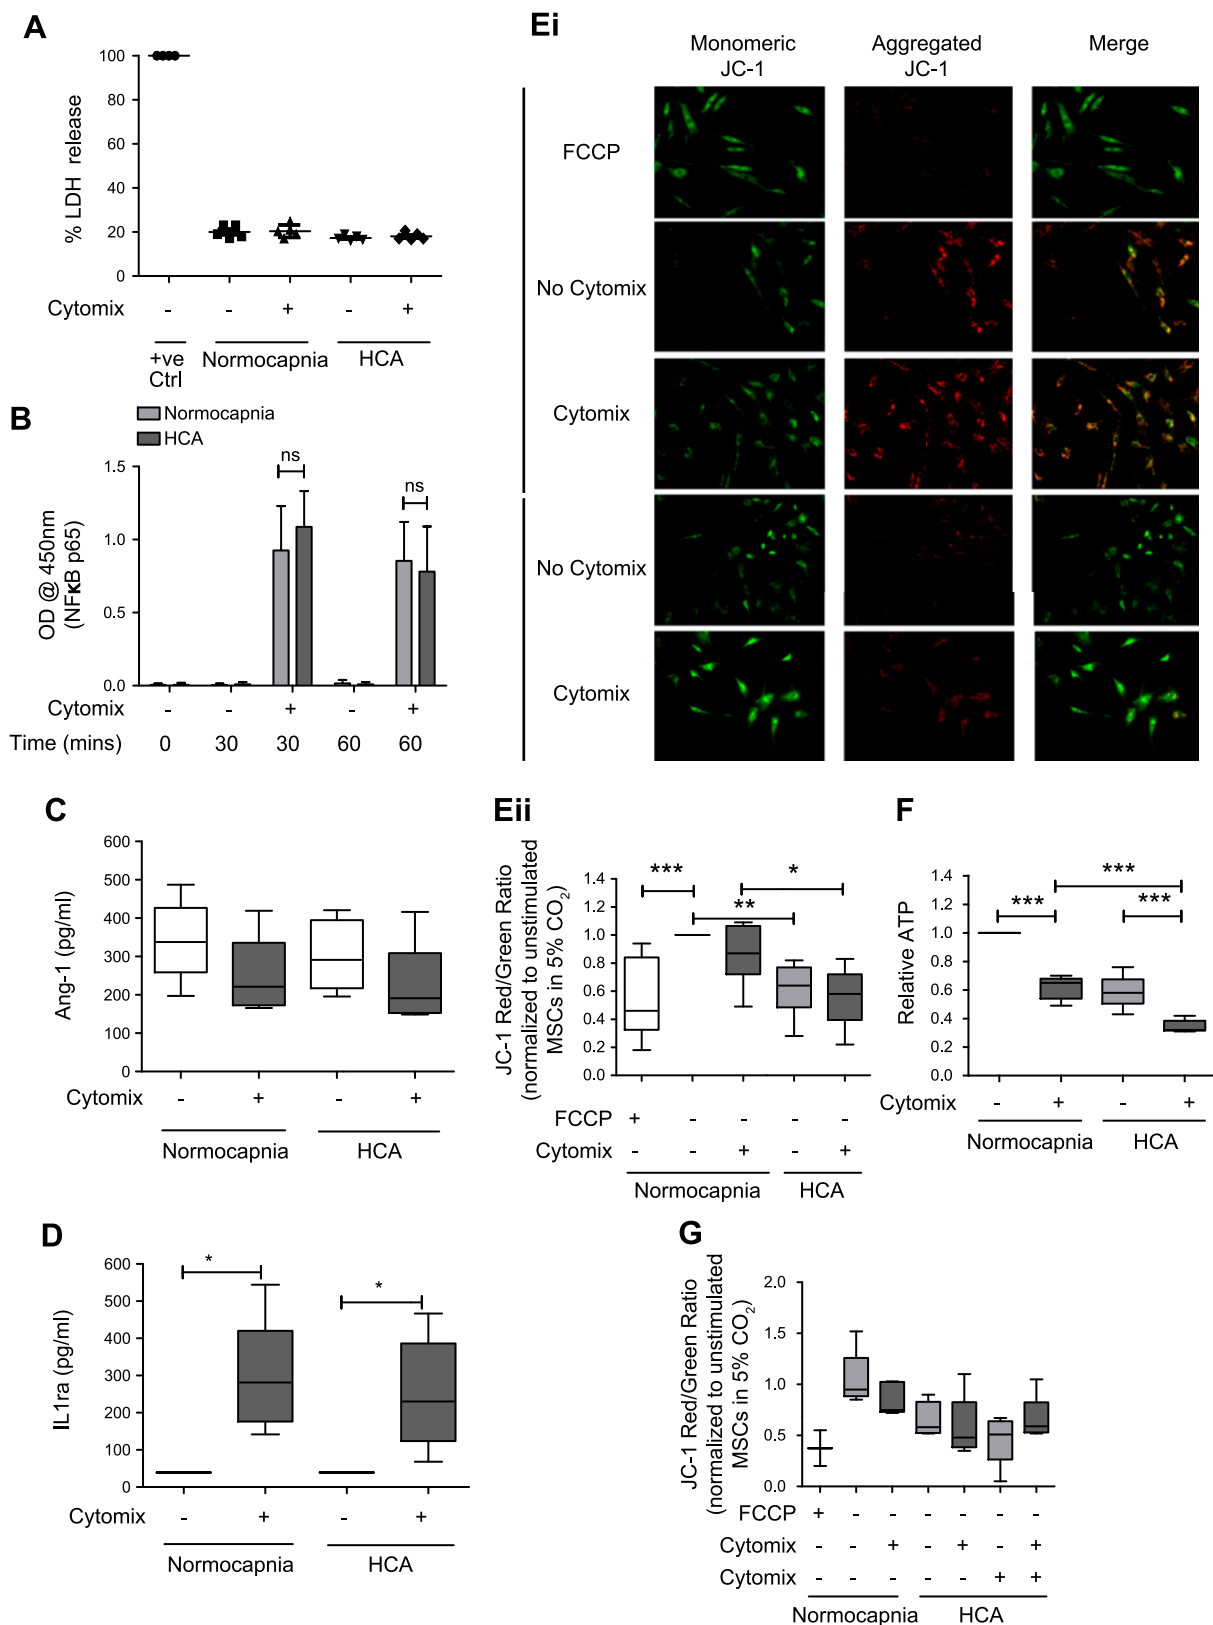 A
% LDH release
100
80
60
40
20
0
Cytomix - - + - +
+ve Ctrl
Normocapnia
HCA
B
Normocapnia
HCA
OD @ 450nm
(NFκB p65)
1.5
1.0
0.5
0.0
ns
ns
Cytomix - - + - +
Time (mins) 0 30 30 60 60
C
Ang-1 (pg/ml)
600
500
400
300
200
100
0
Cytomix - + - +
Normocapnia HCA
D
IL1ra (pg/ml)
600
500
400
300
200
100
0
* *
Cytomix - + - +
Normocapnia HCA
Ei
Monomeric JC-1
Aggregated JC-1
Merge
FCCP
No Cytomix
Cytomix
No Cytomix
Cytomix
Eii
JC-1 Red/Green Ratio
(normalized to unstimulated
MSCs in 5% CO2)
1.4
1.2
1.0
0.8
0.6
0.4
0.2
0.0
*** * **
FCCP + - - - -
Cytomix - - + - +
Normocapnia HCA
F
Relative ATP
1.4
1.2
1.0
0.8
0.6
0.4
0.2
0.0
***
*** ***
Cytomix - + - +
Normocapnia HCA
G
JC-1 Red/Green Ratio
(normalized to unstimulated
MSCs in 5% CO2)
2.0
1.5
1.0
0.5
0.0
FCCP + - - - - - -
Cytomix - - + - + - +
Cytomix - - - - - + +
Normocapnia HCA